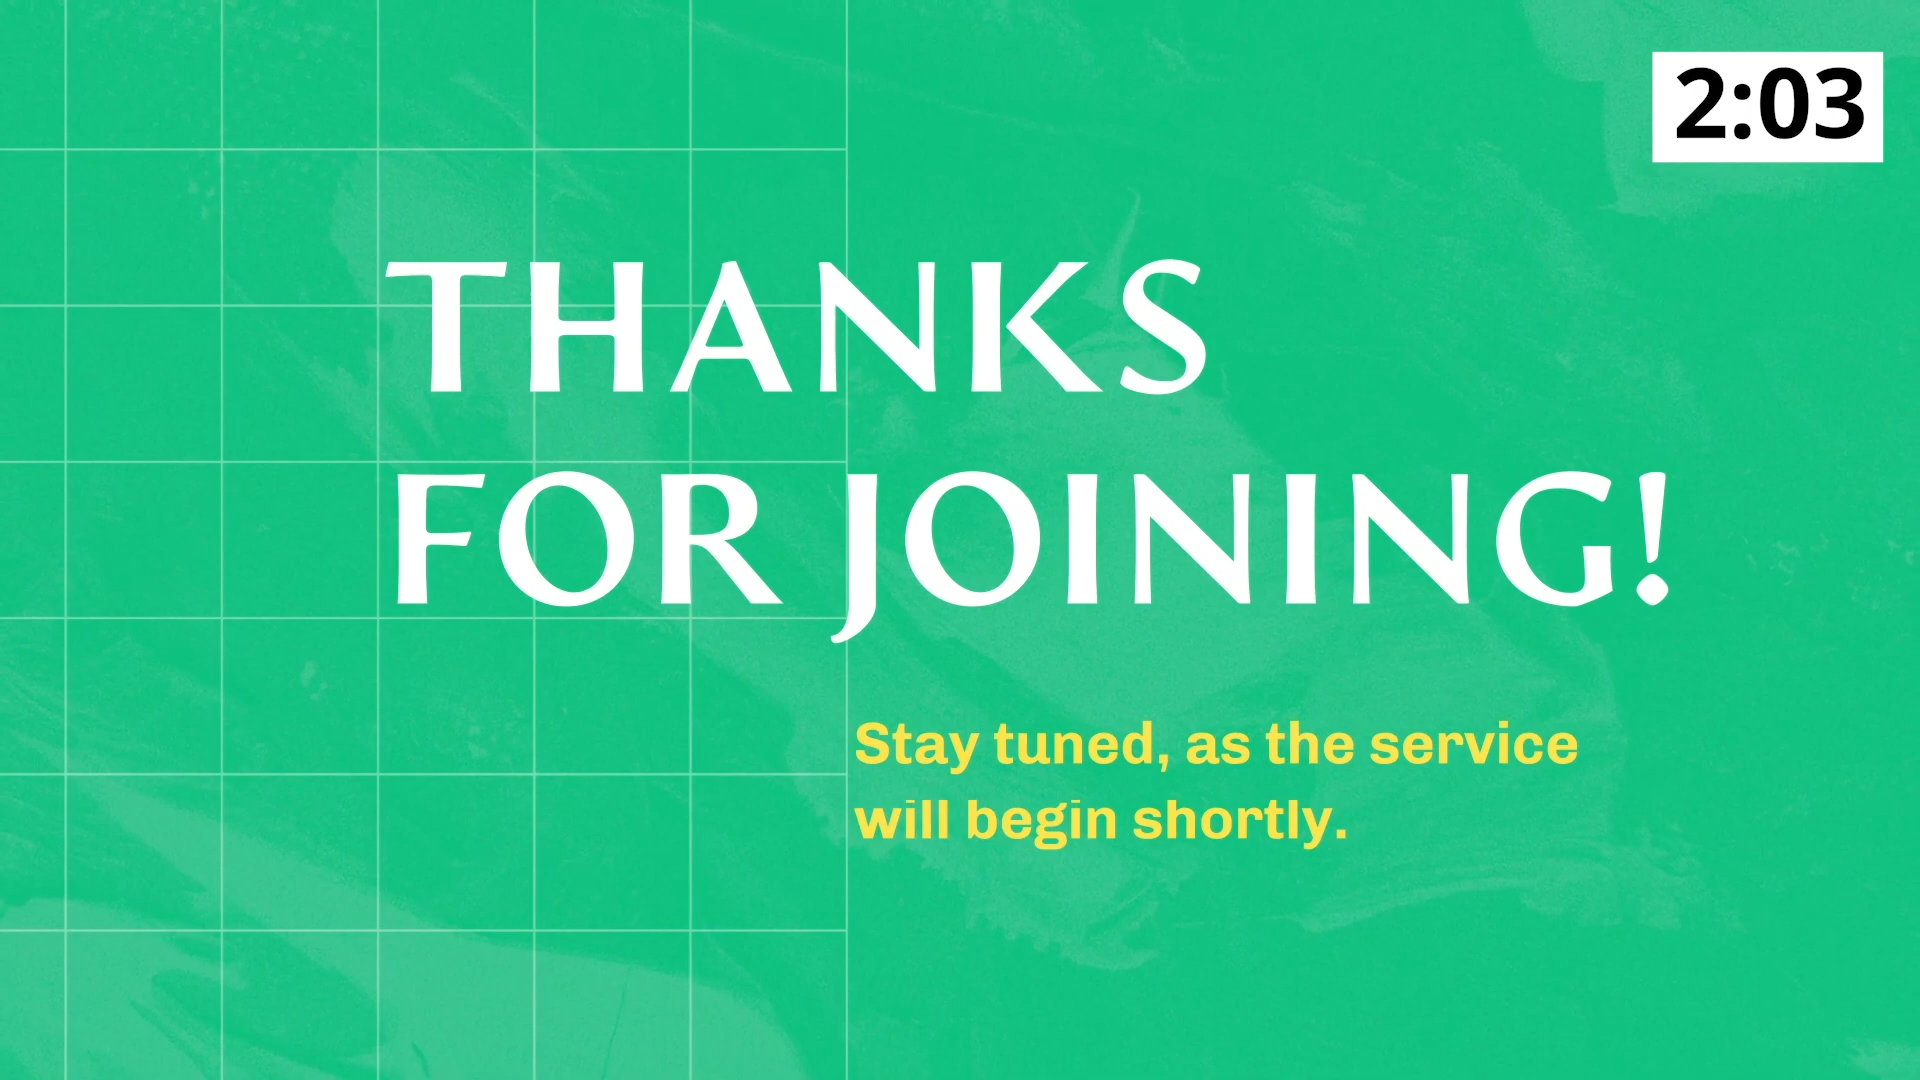 2:03
THANKS
FOR JOINING!
Stay tuned, as the service
will begin shortly.